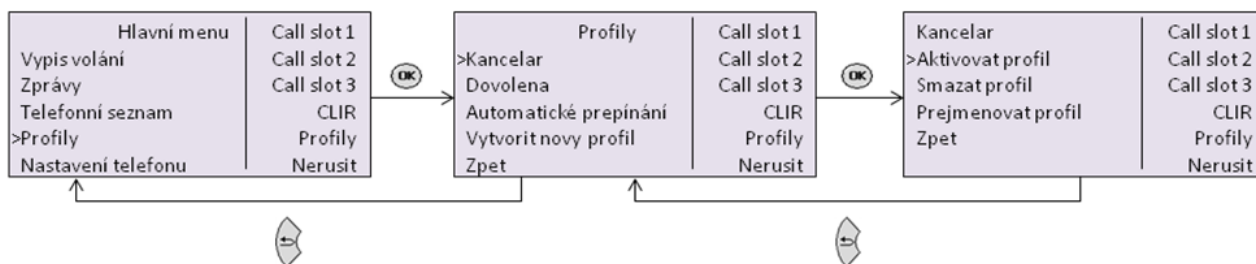 Hlavní menu
Vypis volání
Zprávy
Telefonní seznam
>Profily
Nastavení telefonu
Call slot 1
Call slot 2
Call slot 3
CLIR
Profily
Nerusit
OK
Profily
>Kancelar
Dovolena
Automatické prepínání
Vytvorit novy profil
Zpet
Call slot 1
Call slot 2
Call slot 3
CLIR
Profily
Nerusit
OK
Kancelar
>Aktivovat profil
Smazat profil
Prejmenovat profil
Zpet
Call slot 1
Call slot 2
Call slot 3
CLIR
Profily
Nerusit